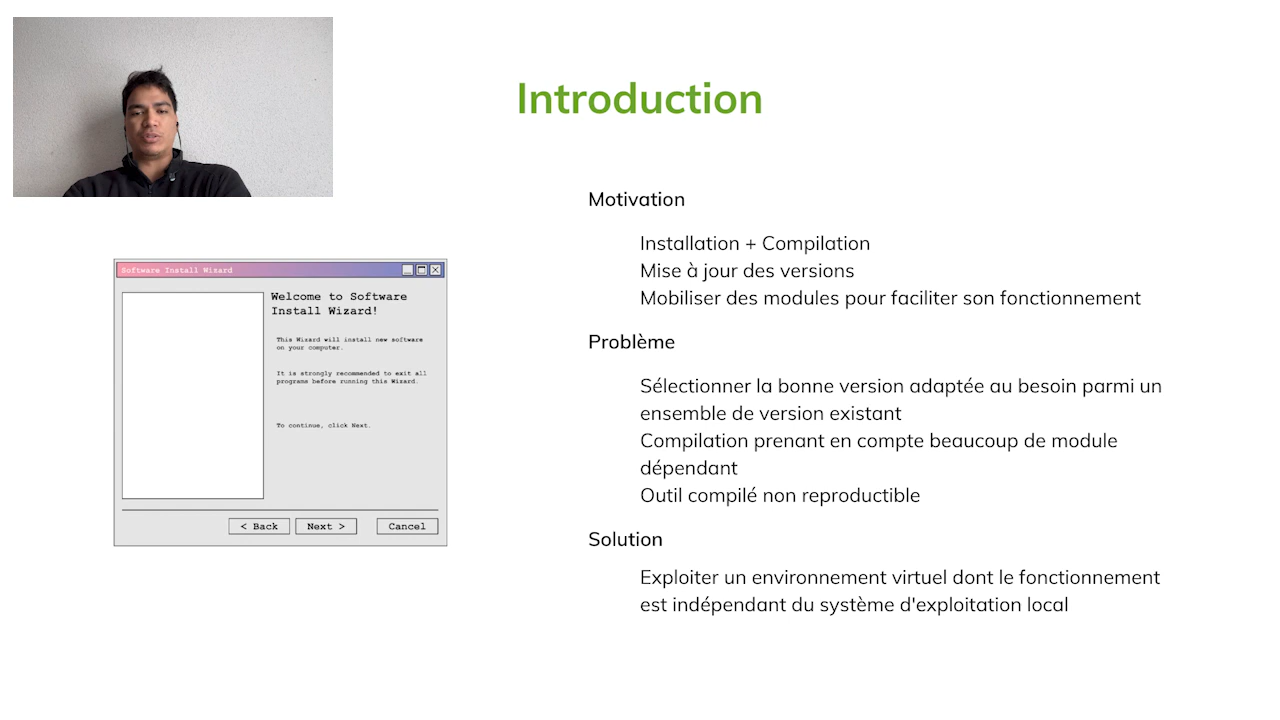 Introduction
Motivation
Installation + Compilation
Mise à jour des versions
Mobiliser des modules pour faciliter son fonctionnement
Problème
Sélectionner la bonne version adaptée au besoin parmi un
ensemble de version existant
Compilation prenant en compte beaucoup de module
dépendant
Outil compilé non reproductible
Solution
Exploiter un environnement virtuel dont le fonctionnement
est indépendant du système d'exploitation local
Software Install Wizard
Welcome to Software
Install Wizard!
This Wizard will install new software
on your computer.
It is strongly recommended to exit all
programs before running this Wizard.
To continue, click Next.
< Back
Next >
Cancel